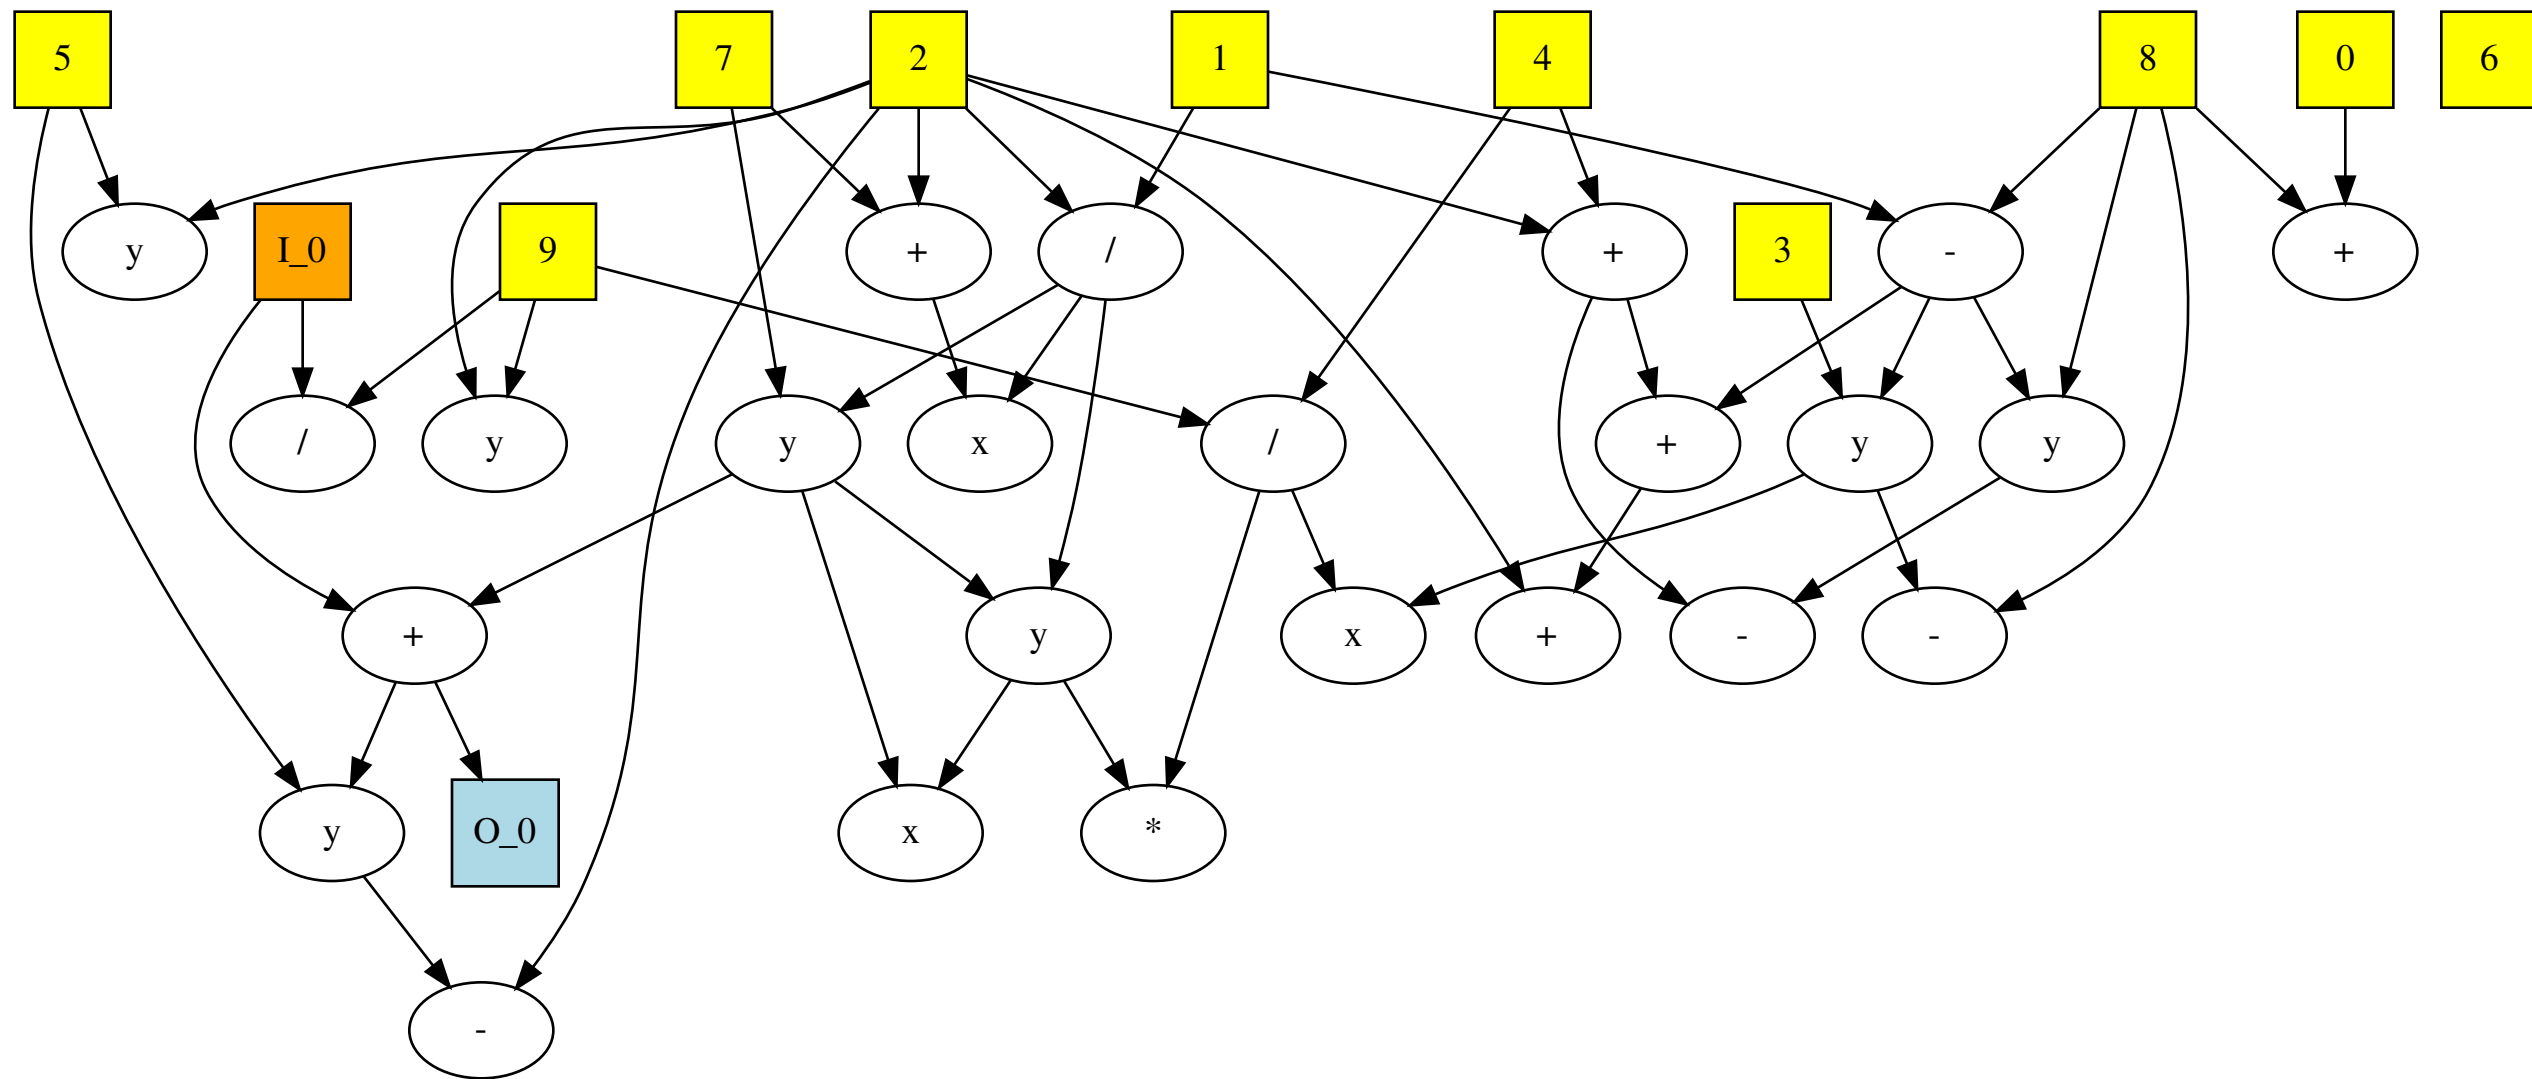 5 7 2 1 4 8 0 6
y I_0 9 + / + 3 - +
/ y y x / + y y
+ y x + - -
y O_0 x *
-